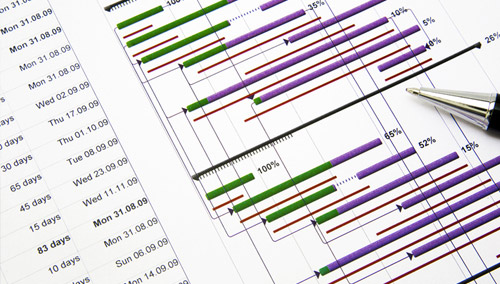 Mon 31.08.09
Mon 31.08.09
Mon 31.08.09
Mon 31.08.09
days Wed 02.09.09
days Thu 17.09.09
30 days Thu 01.10.09
65 days Tue 08.09.09
45 days Wed 23.09.09
15 days Wed 11.11.09
83 days Mon 31.08.09
10 days Mon 31.08.09
days Sun 06.09.09
Mon 14.09.09
100%
35%
10%
5%
25%
100%
65%
52%
15%